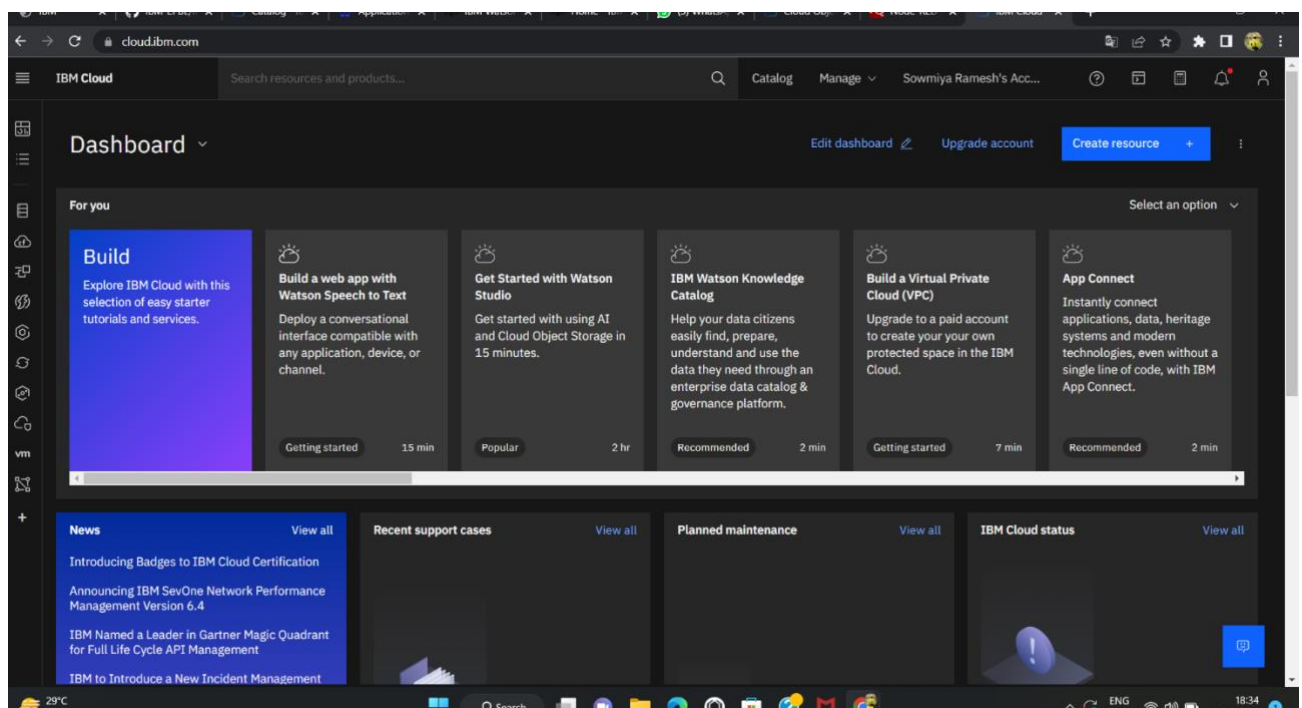 cloud.ibm.com
IBM Cloud
Search resources and products...
Catalog
Manage
Sowmiya Ramesh's Acc...
Dashboard
Edit dashboard
Upgrade account
Create resource +
For you
Select an option
Build
Explore IBM Cloud with this
selection of easy starter
tutorials and services.
Build a web app with
Watson Speech to Text
Deploy a conversational
interface compatible with
any application, device, or
channel.
Getting started 15 min
Get Started with Watson
Studio
Get started with using AI
and Cloud Object Storage in
15 minutes.
Popular 2 hr
IBM Watson Knowledge
Catalog
Help your data citizens
easily find, prepare,
understand and use the
data they need through an
enterprise data catalog &
governance platform.
Recommended 2 min
Build a Virtual Private
Cloud (VPC)
Upgrade to a paid account
to create your your own
protected space in the IBM
Cloud.
Getting started 7 min
App Connect
Instantly connect
applications, data, heritage
systems and modern
technologies, even without a
single line of code, with IBM
App Connect.
Recommended 2 min
vm
News View all
Introducing Badges to IBM Cloud Certification
Announcing IBM SevOne Network Performance
Management Version 6.4
IBM Named a Leader in Gartner Magic Quadrant
for Full Life Cycle API Management
IBM to Introduce a New Incident Management
Recent support cases View all
Planned maintenance View all
IBM Cloud status View all
29°C
Search
ENG
18:34